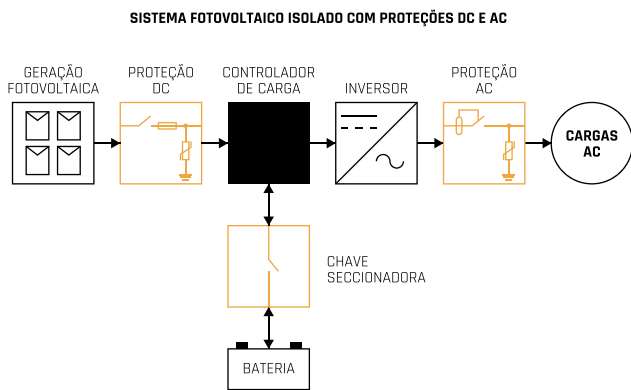 SISTEMA FOTOVOLTAICO ISOLADO COM PROTEÇÕES DC E AC
GERAÇÃO
FOTOVOLTAICA
PROTEÇÃO
DC
CONTROLADOR
DE CARGA
INVERSOR
PROTEÇÃO
AC
CARGAS
AC
CHAVE
SECCIONADORA
BATERIA